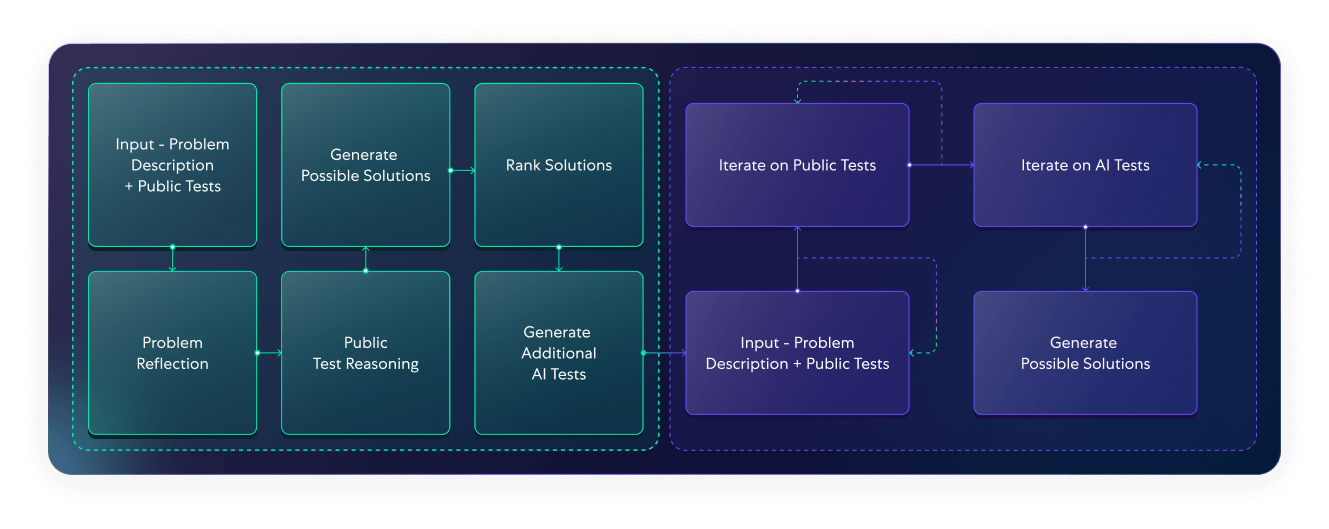 Input - Problem
Description
+ Public Tests
Problem
Reflection
Public
Test Reasoning
Generate
Possible Solutions
Rank Solutions
Generate
Additional
AI Tests
Input - Problem
Description + Public Tests
Iterate on Public Tests
Iterate on AI Tests
Generate
Possible Solutions